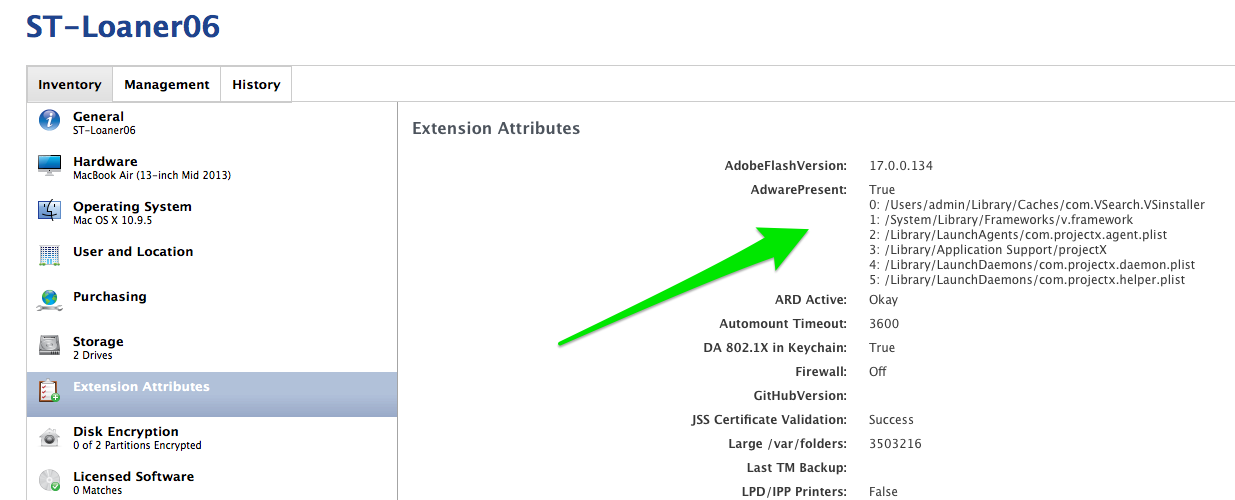 ST-Loaner06
Inventory Management History
General
ST-Loaner06
Hardware
MacBook Air (13-inch Mid 2013)
Operating System
Mac OS X 10.9.5
User and Location
Purchasing
Storage
2 Drives
Extension Attributes
Disk Encryption
0 of 2 Partitions Encrypted
Licensed Software
0 Matches
Extension Attributes
AdobeFlashVersion: 17.0.0.134
AdwarePresent: True
0: /Users/admin/Library/Caches/com.VSearch.VSinstaller
1: /System/Library/Frameworks/v.framework
2: /Library/LaunchAgents/com.projectx.agent.plist
3: /Library/Application Support/projectX
4: /Library/LaunchDaemons/com.projectx.daemon.plist
5: /Library/LaunchDaemons/com.projectx.helper.plist
ARD Active: Okay
Automount Timeout: 3600
DA 802.1X in Keychain: True
Firewall: Off
GitHubVersion:
JSS Certificate Validation: Success
Large /var/folders: 3503216
Last TM Backup:
LPD/IPP Printers: False